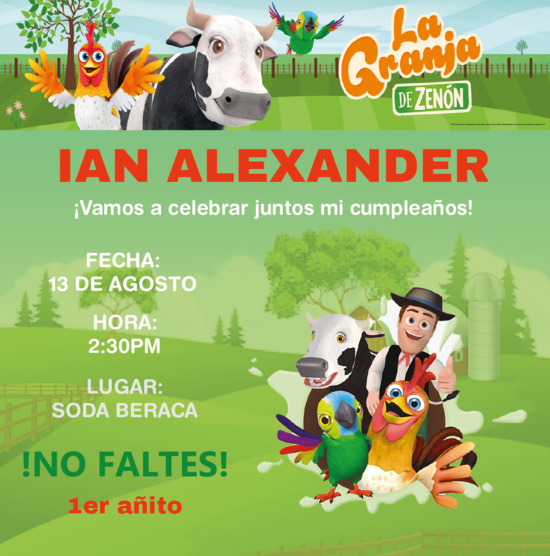 La
Granja
DE ZENÓN
IAN ALEXANDER
¡Vamos a celebrar juntos mi cumpleaños!
FECHA:
13 DE AGOSTO
HORA:
2:30PM
LUGAR:
SODA BERACA
!NO FALTES!
1er añito